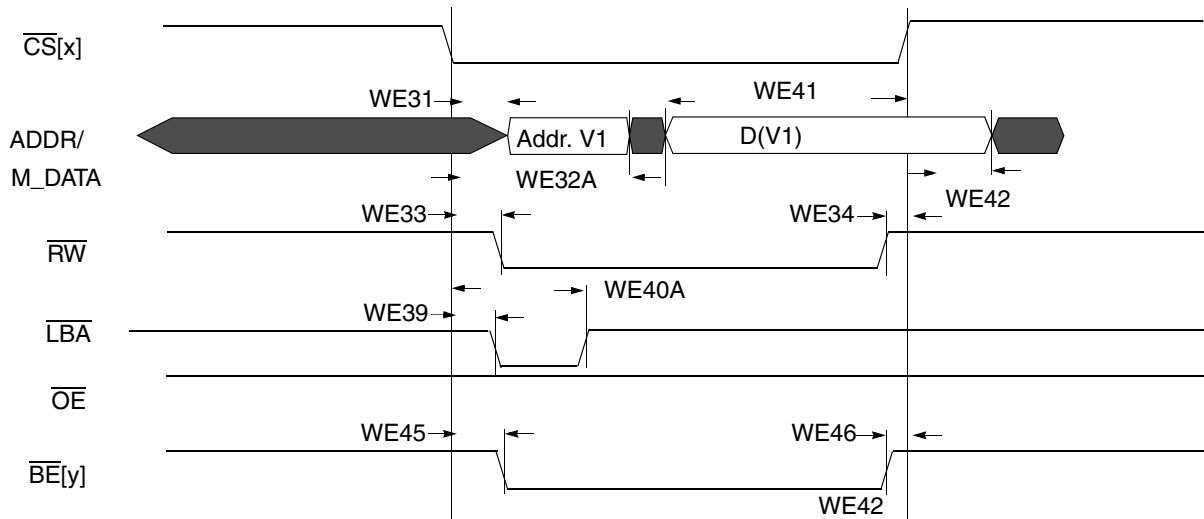 CS[x]
WE31
WE41
ADDR/
M_DATA
Addr. V1
D(V1)
WE32A
WE42
WE33
WE34
RW
WE40A
WE39
LBA
OE
WE45
WE46
BE[y]
WE42